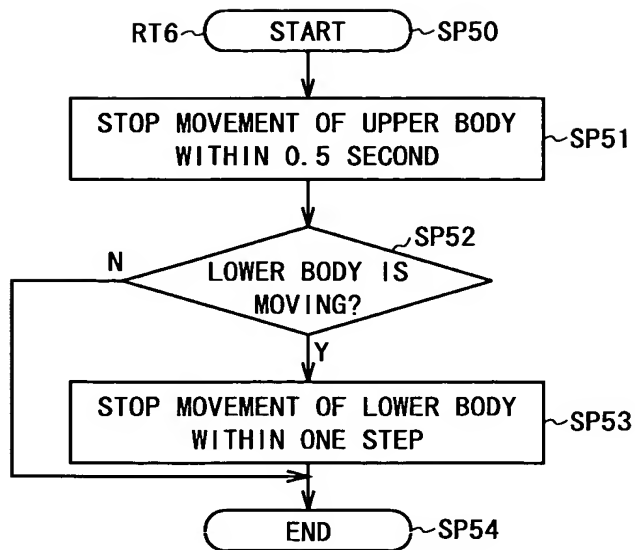 RT6 START SP50
STOP MOVEMENT OF UPPER BODY
WITHIN 0.5 SECOND
SP51
SP52
N
LOWER BODY IS
MOVING?
Y
STOP MOVEMENT OF LOWER BODY
WITHIN ONE STEP
SP53
END SP54